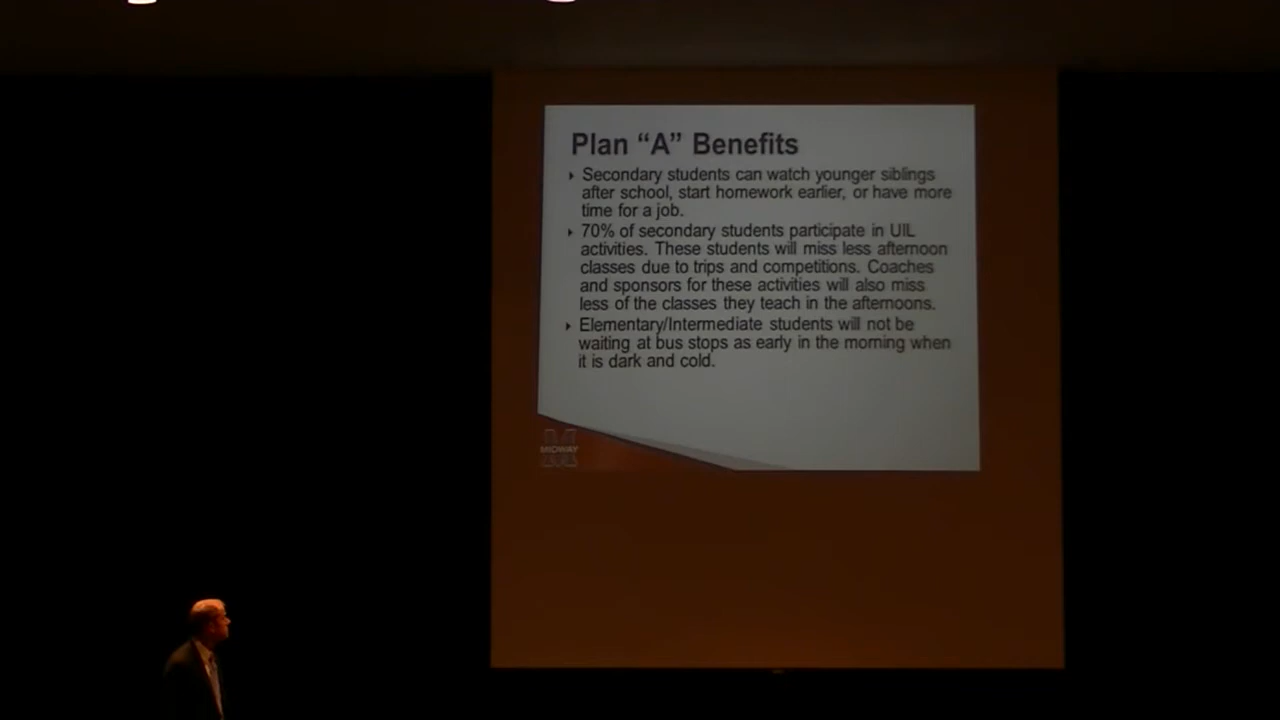 Plan “A” Benefits
Secondary students can watch younger siblings
after school, start homework earlier, or have more
time for a job.
70% of secondary students participate in UIL
activities. These students will miss less afternoon
classes due to trips and competitions. Coaches
and sponsors for these activities will also miss
less of the classes they teach in the afternoons.
Elementary/Intermediate students will not be
waiting at bus stops as early in the morning when
it is dark and cold.
M
MIDWAY